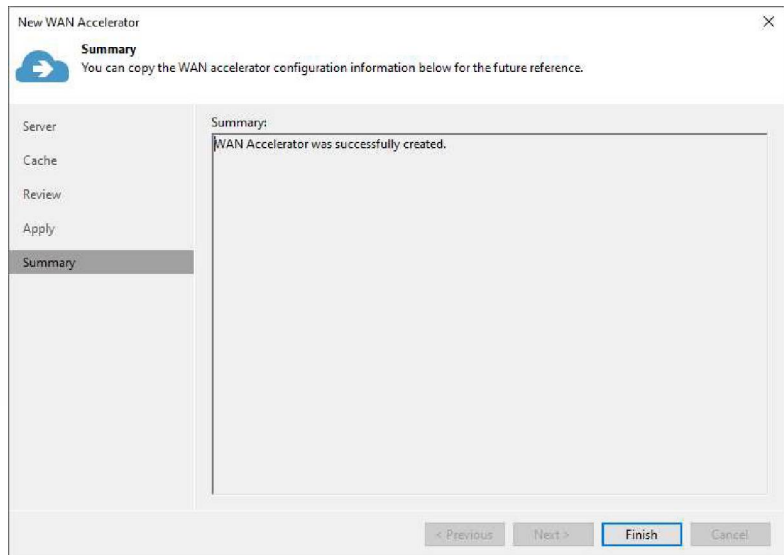 New WAN Accelerator
Summary
You can copy the WAN accelerator configuration information below for the future reference.
Server
Cache
Review
Apply
Summary
Summary:
WAN Accelerator was successfully created.
< Previous
Next >
Finish
Cancel